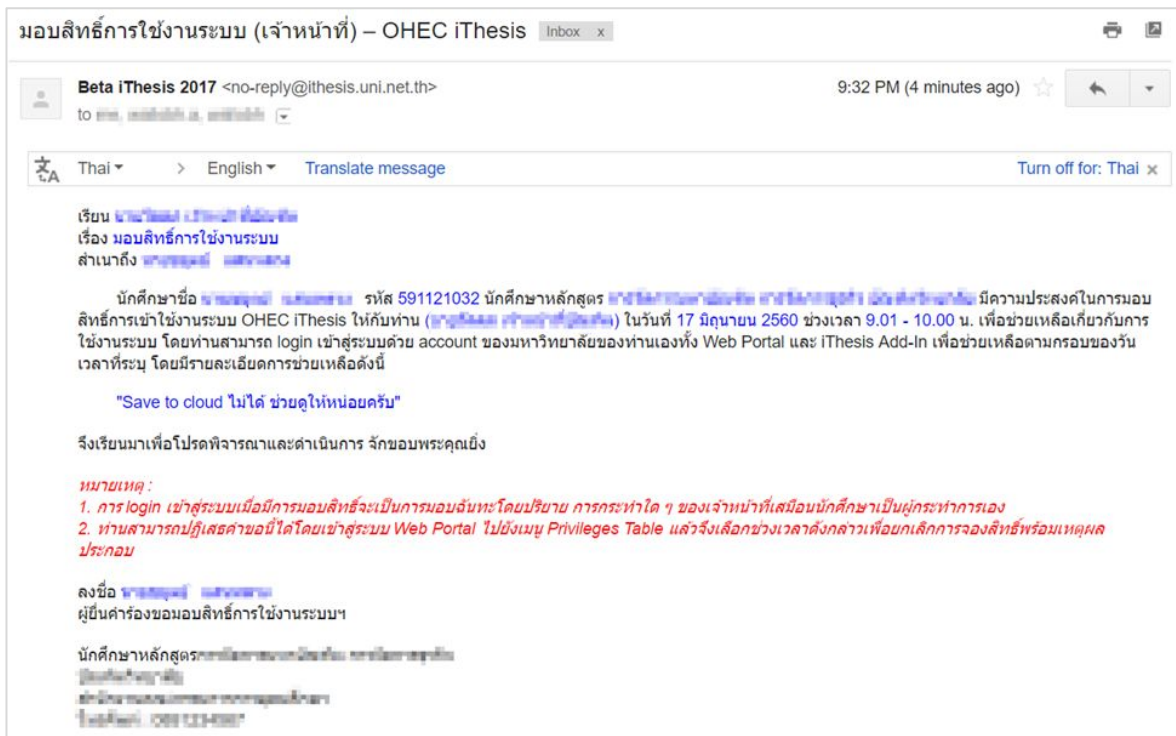 มอบสิทธิ์การใช้งานระบบ (เจ้าหน้าที่) – OHEC iThesis Inbox x
Beta iThesis 2017 <no-reply@ithesis.uni.net.th> 9:32 PM (4 minutes ago)
to
Thai > English Translate message Turn off for: Thai x
เรียน
เรื่อง มอบสิทธิ์การใช้งานระบบ
สำเนาถึง
นักศึกษาชื่อ รหัส 591121032 นักศึกษาหลักสูตร มีความประสงค์ในการมอบ
สิทธิ์การเข้าใช้งานระบบ OHEC iThesis ให้กับท่าน () ในวันที่ 17 มิถุนายน 2560 ช่วงเวลา 9.01 - 10.00 น. เพื่อช่วยเหลือเกี่ยวกับการ
ใช้งานระบบ โดยท่านสามารถ login เข้าสู่ระบบด้วย account ของมหาวิทยาลัยของท่านเองทั้ง Web Portal และ iThesis Add-In เพื่อช่วยเหลือตามกรอบของวัน
เวลาที่ระบุ โดยมีรายละเอียดการช่วยเหลือดังนี้
"Save to cloud ไม่ได้ ช่วยดูให้หน่อยครับ"
จึงเรียนมาเพื่อโปรดพิจารณาและดำเนินการ จักขอบพระคุณยิ่ง
หมายเหตุ :
1. การ login เข้าสู่ระบบเมื่อมีการมอบสิทธิ์จะเป็นการมอบฉันทะโดยปริยาย การกระทำใด ๆ ของเจ้าหน้าที่เสมือนนักศึกษาเป็นผู้กระทำการเอง
2. ท่านสามารถปฏิเสธคำขอนี้ได้โดยเข้าสู่ระบบ Web Portal ไปยังเมนู Privileges Table แล้วจึงเลือกช่วงเวลาดังกล่าวเพื่อยกเลิกการจองสิทธิ์พร้อมเหตุผล
ประกอบ
ลงชื่อ
ผู้ยื่นคำร้องขอมอบสิทธิ์การใช้งานระบบฯ
นักศึกษาหลักสูตร